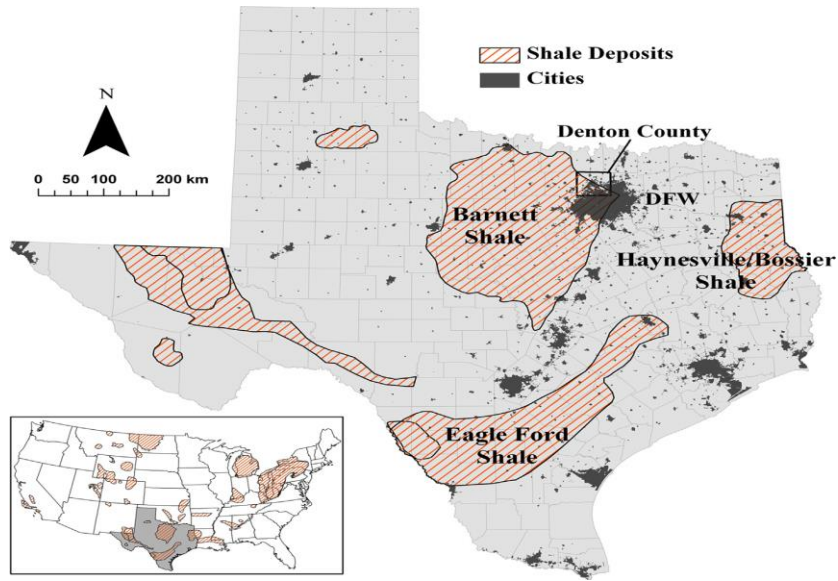 Shale Deposits
Cities
N
0 50 100 200 km
Denton County
DFW
Barnett
Shale
Haynesville/Bossier
Shale
Eagle Ford
Shale